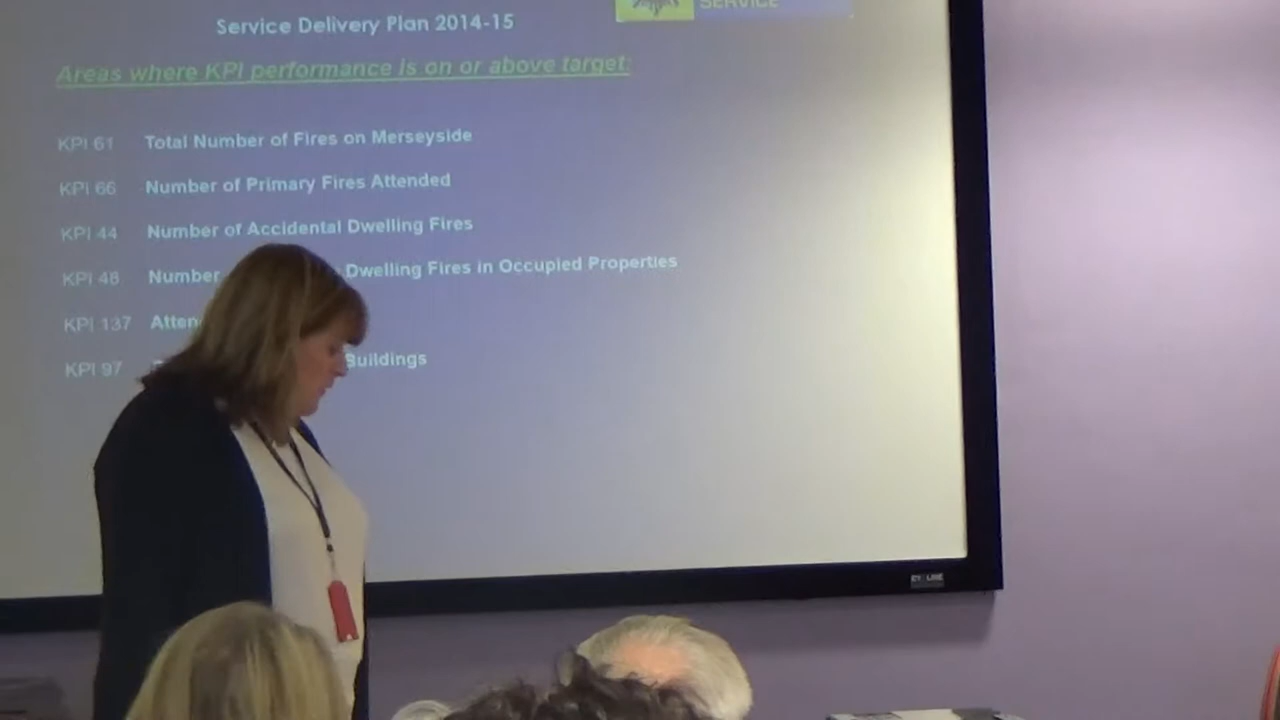 SERVICE
Service Delivery Plan 2014-15
Areas where KPI performance is on or above target:
KPI 61 Total Number of Fires on Merseyside
KPI 66 Number of Primary Fires Attended
KPI 44 Number of Accidental Dwelling Fires
KPI 48 Number Dwelling Fires in Occupied Properties
KPI 137
KPI 97 Buildings